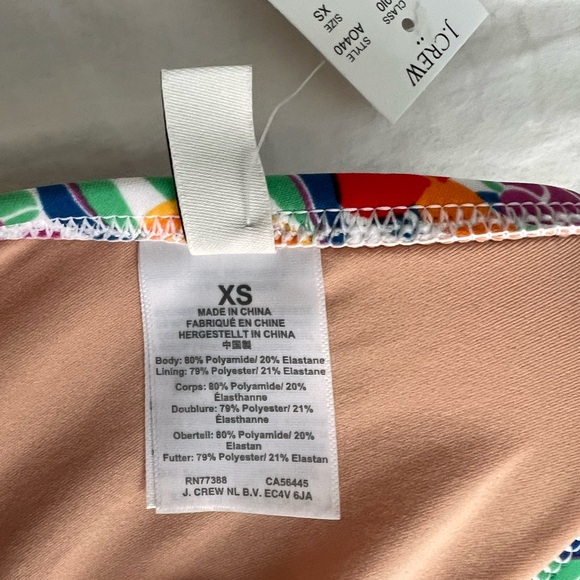 J.CREW
CLASS
STYLE
AO440
SIZE
XS
XS
MADE IN CHINA
FABRIQUÉ EN CHINE
HERGESTELLT IN CHINA
中国製
Body: 80% Polyamide/ 20% Elastane
Lining: 79% Polyester/ 21% Elastane
Corps: 80% Polyamide/ 20%
Élasthanne
Doublure: 79% Polyester/ 21%
Élasthanne
Obertell: 80% Polyamide/ 20%
Elastan
Futter: 79% Polyester/ 21% Elastan
RN77388 CA56445
J. CREW NL B.V. EC4V 6JA